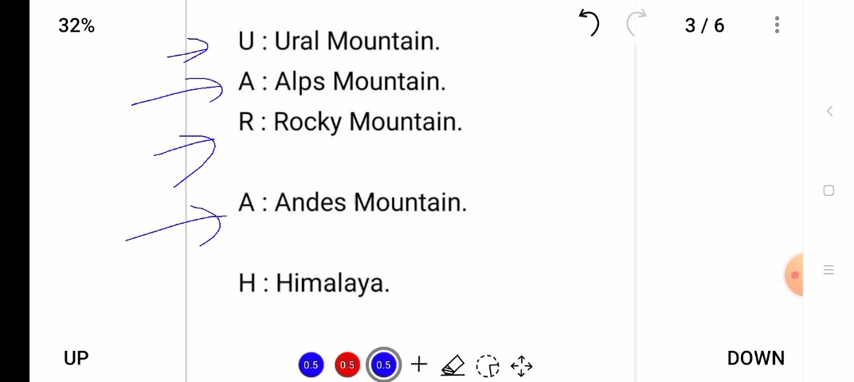 32%
3 / 6
U : Ural Mountain.
A : Alps Mountain.
R : Rocky Mountain.
A : Andes Mountain.
H : Himalaya.
0.5 0.5 0.5
UP
DOWN